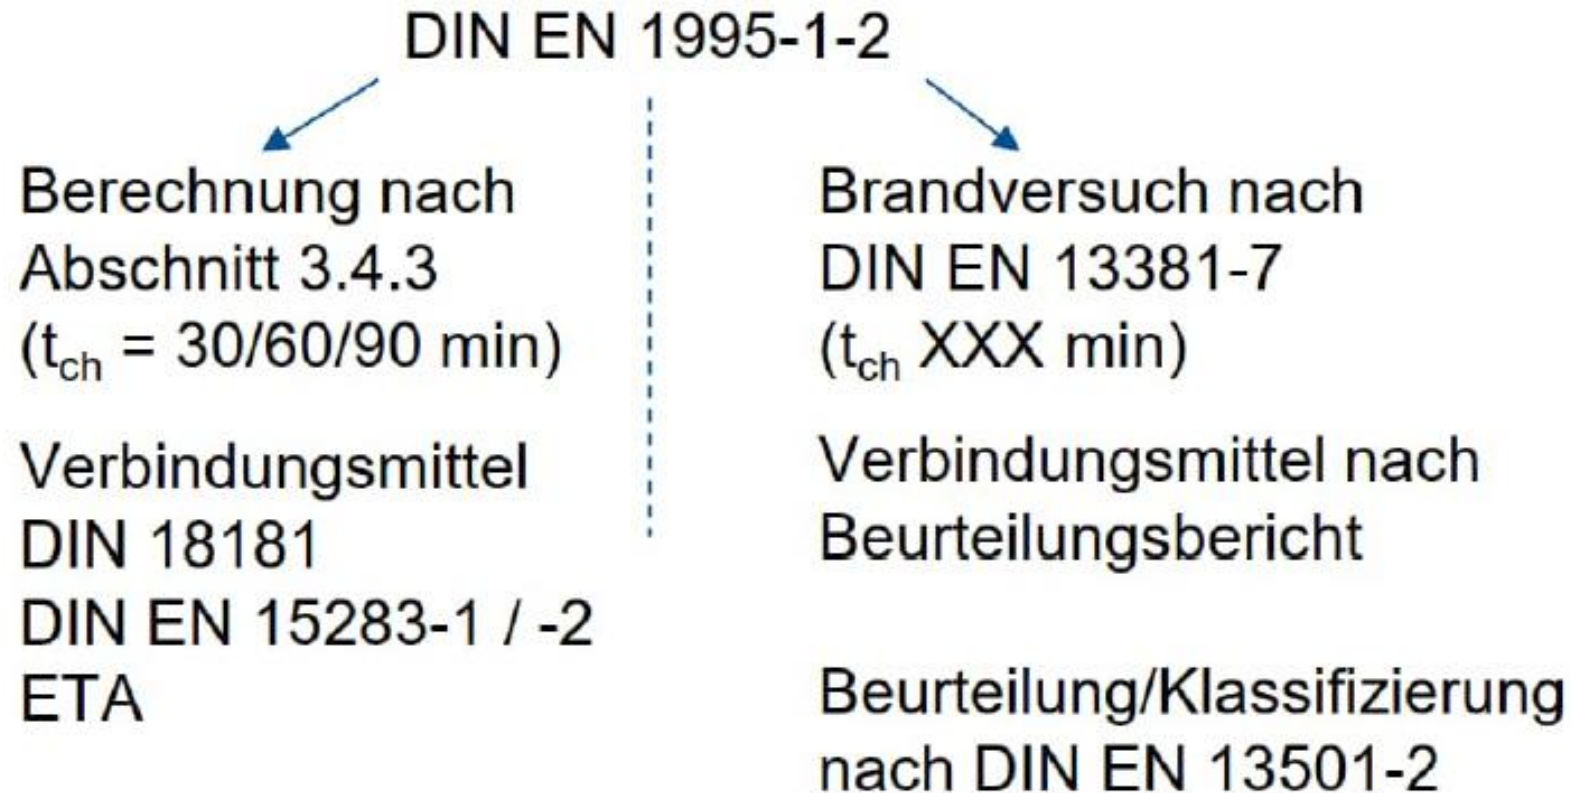 DIN EN 1995-1-2
Berechnung nach
Abschnitt 3.4.3
(tch = 30/60/90 min)
Verbindungsmittel
DIN 18181
DIN EN 15283-1 / -2
ETA
Brandversuch nach
DIN EN 13381-7
(tch XXX min)
Verbindungsmittel nach
Beurteilungsbericht
Beurteilung/Klassifizierung
nach DIN EN 13501-2